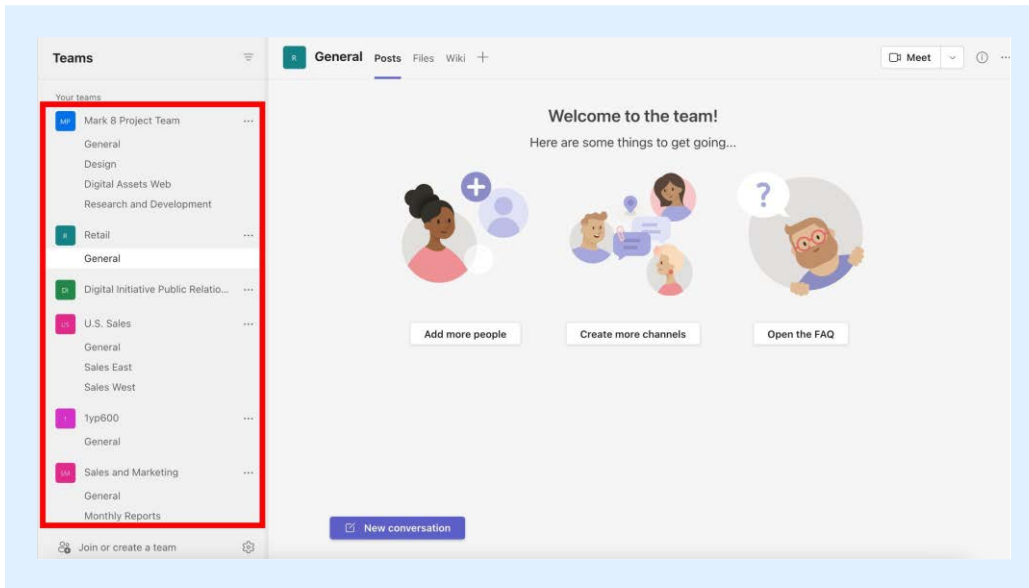 Teams
Your teams
MP Mark 8 Project Team ...
General
Design
Digital Assets Web
Research and Development
R Retail ...
General
DI Digital Initiative Public Relatio... ...
US U.S. Sales ...
General
Sales East
Sales West
1 1yp600 ...
General
SM Sales and Marketing ...
General
Monthly Reports
Join or create a team
R General Posts Files Wiki +
Meet ...
Welcome to the team!
Here are some things to get going...
?
Add more people
Create more channels
Open the FAQ
New conversation